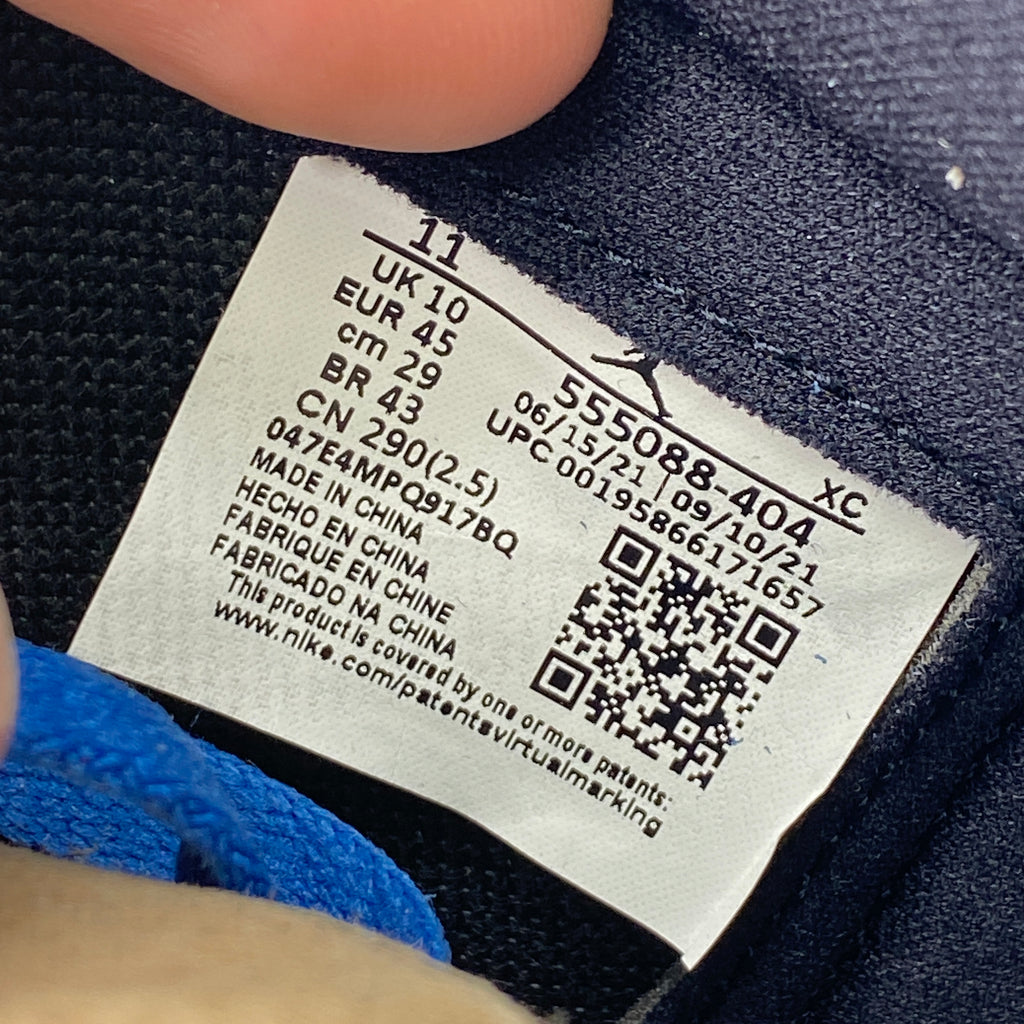 11
UK 10
EUR 45
cm 29
BR 43
CN 290(2.5)
047E4MPQ917BQ
MADE IN CHINA
HECHO EN CHINA
FABRIQUE EN CHINE
FABRICADO NA CHINA
This product is covered by one or more patents:
www.nike.com/patentsvirtualmarking
XC
555088-404
06/15/21 | 09/10/21
UPC 00195866171657